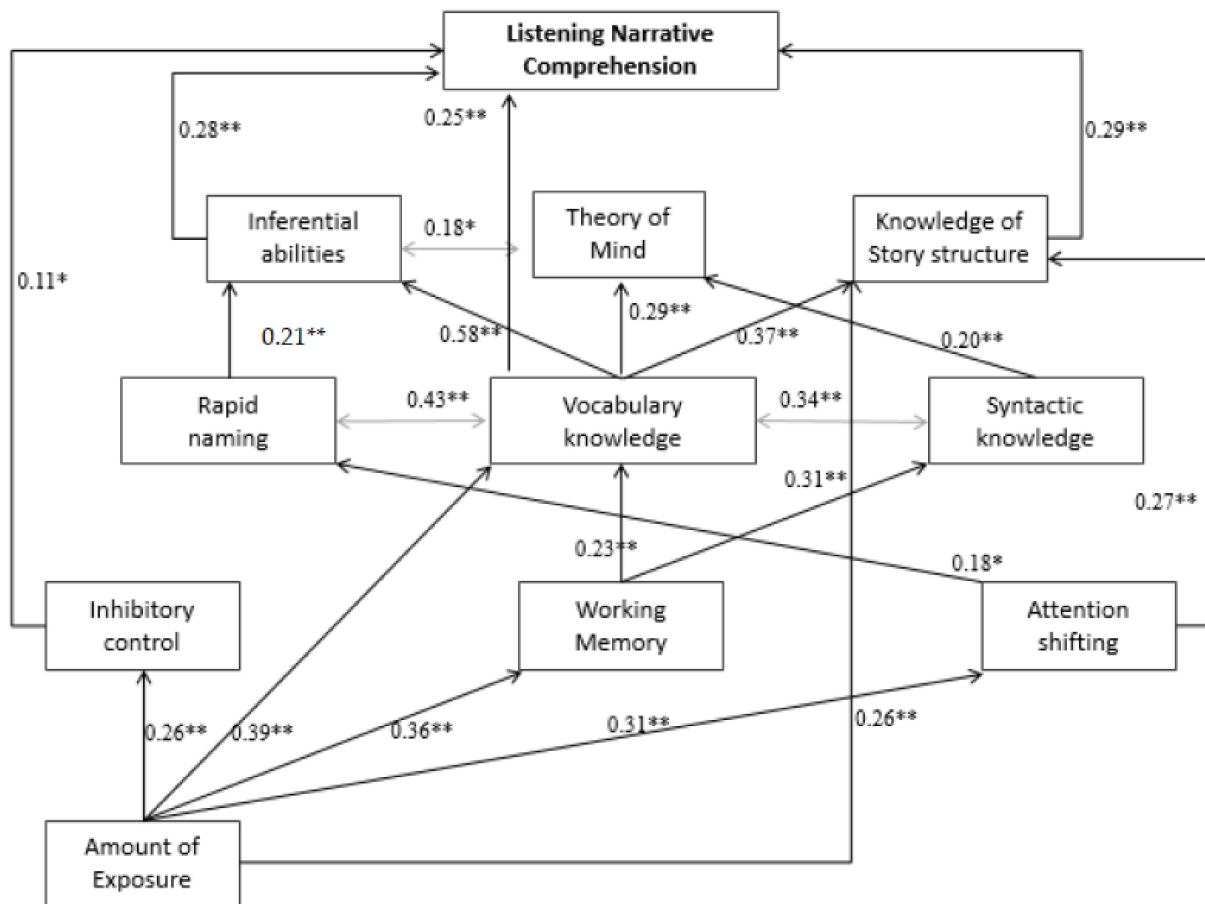 Listening Narrative
Comprehension
0.25**
0.28**
0.29**
Inferential
abilities
0.18*
Theory of
Mind
Knowledge of
Story structure
0.11*
0.21**
0.58**
0.29**
0.37**
0.20**
Rapid
naming
0.43**
Vocabulary
knowledge
0.34**
Syntactic
knowledge
0.31**
0.27**
0.23**
0.18*
Inhibitory
control
Working
Memory
Attention
shifting
0.26**
0.39**
0.36**
0.31**
0.26**
Amount of
Exposure